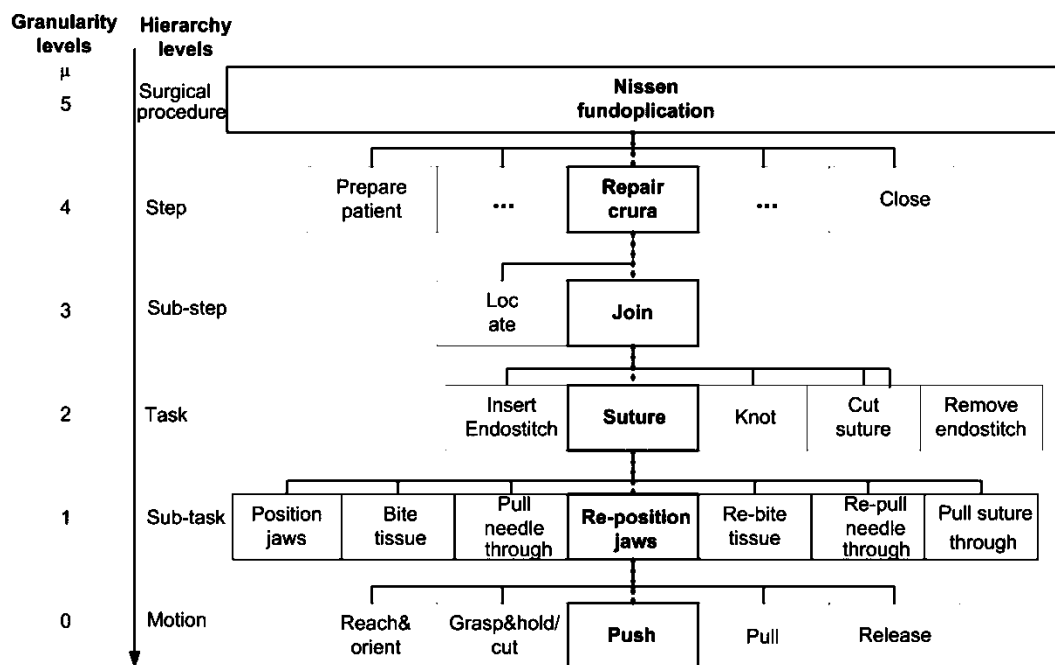 Granularity levels
Hierarchy levels
μ
5
Surgical procedure
Nissen
fundoplication
4
Step
Prepare
patient
...
Repair
crura
...
Close
3
Sub-step
Loc
ate
Join
2
Task
Insert
Endostitch
Suture
Knot
Cut
suture
Remove
endostitch
1
Sub-task
Position
jaws
Bite
tissue
Pull
needle
through
Re-position
jaws
Re-bite
tissue
Re-pull
needle
through
Pull suture
through
0
Motion
Reach&
orient
Grasp&hold/
cut
Push
Pull
Release